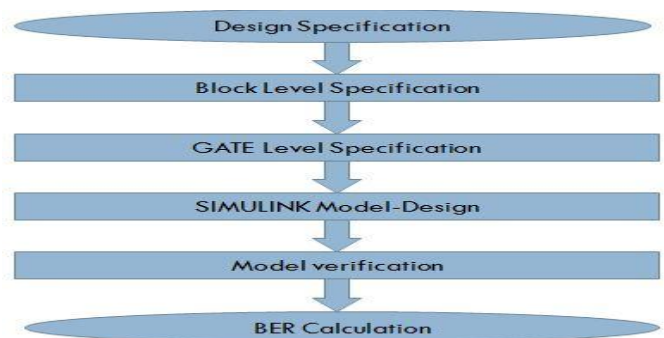 Design Specification
Block Level Specification
GATE Level Specification
SIMULINK Model-Design
Model verification
BER Calculation